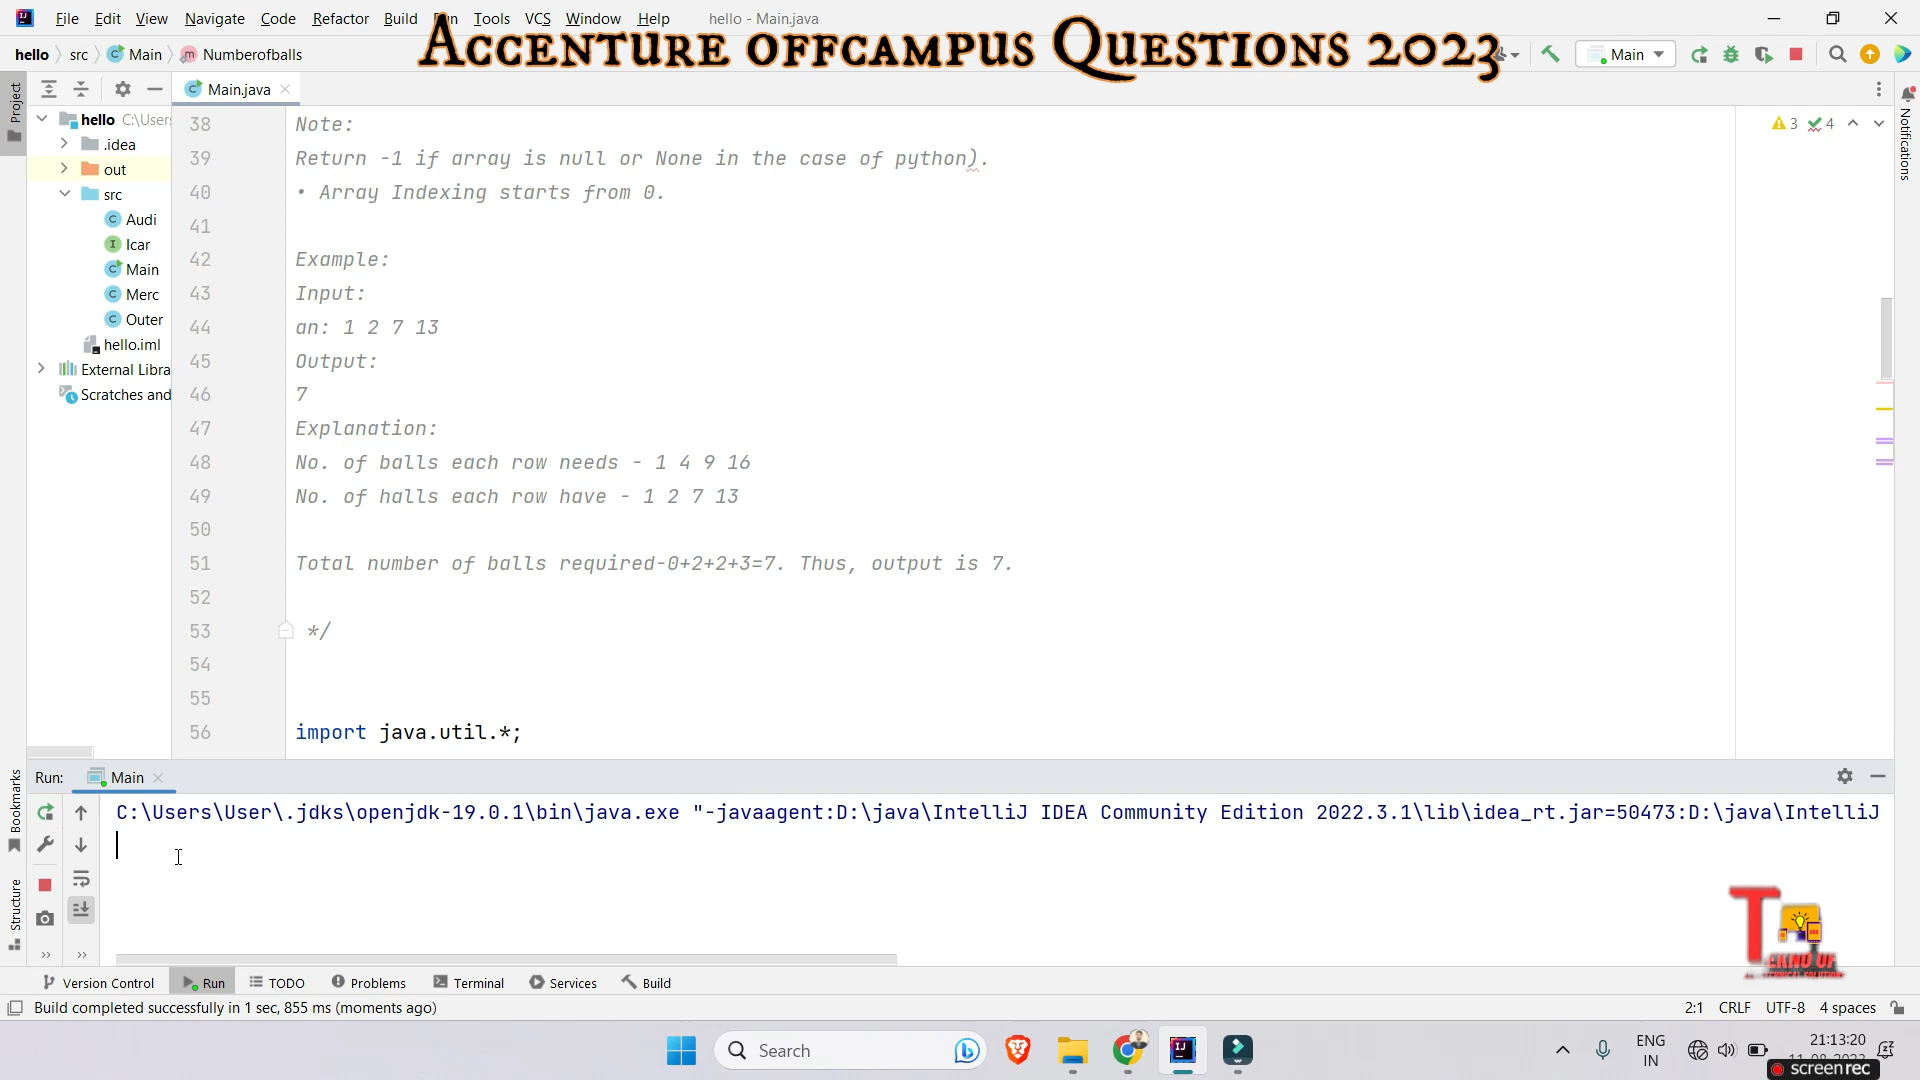 File Edit View Navigate Code Refactor Build Tools VCS Window Help hello - Main.java
Accenture offcampus Questions 2023
hello src Main Numberofballs
Main
Project
Main.java
Notifications
hello C:\Users
.idea
out
src
Audi
Icar
Main
Merc
Outer
hello.iml
External Libra
Scratches and
3 4
38 Note:
39 Return -1 if array is null or None in the case of python).
40 • Array Indexing starts from 0.
41
42 Example:
43 Input:
44 an: 1 2 7 13
45 Output:
46 7
47 Explanation:
48 No. of balls each row needs - 1 4 9 16
49 No. of halls each row have - 1 2 7 13
50
51 Total number of balls required-0+2+2+3=7. Thus, output is 7.
52
53 */
54
55
56 import java.util.*;
Run: Main
Bookmarks
Structure
C:\Users\User\.jdks\openjdk-19.0.1\bin\java.exe "-javaagent:D:\java\IntelliJ IDEA Community Edition 2022.3.1\lib\idea_rt.jar=50473:D:\java\IntelliJ
Version Control Run TODO Problems Terminal Services Build
Build completed successfully in 1 sec, 855 ms (moments ago)
2:1 CRLF UTF-8 4 spaces
Search
ENG
IN
21:13:20
screenrec